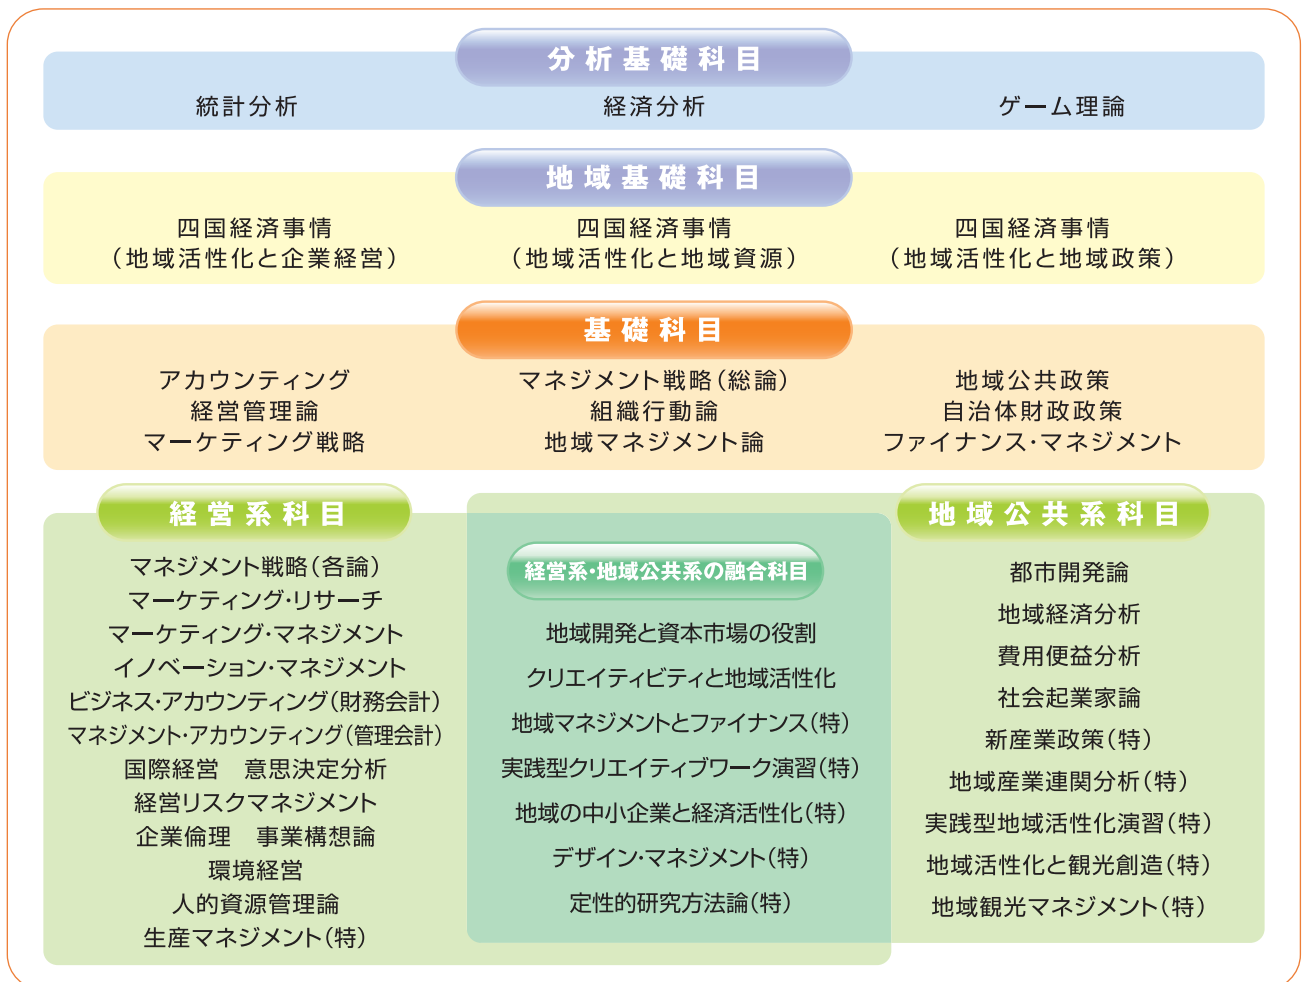 分析基礎科目
統計分析
経済分析
ゲーム理論
地域基礎科目
四国経済事情
（地域活性化と企業経営）
四国経済事情
（地域活性化と地域資源）
四国経済事情
（地域活性化と地域政策）
基礎科目
アカウンティング
経営管理論
マーケティング戦略
マネジメント戦略（総論）
組織行動論
地域マネジメント論
地域公共政策
自治体財政政策
ファイナンス・マネジメント
経営系科目
マネジメント戦略（各論）
マーケティング・リサーチ
マーケティング・マネジメント
イノベーション・マネジメント
ビジネス・アカウンティング（財務会計）
マネジメント・アカウンティング（管理会計）
国際経営　意思決定分析
経営リスクマネジメント
企業倫理　事業構想論
環境経営
人的資源管理論
生産マネジメント（特）
経営系・地域公共系の融合科目
地域開発と資本市場の役割
クリエイティビティと地域活性化
地域マネジメントとファイナンス（特）
実践型クリエイティブワーク演習（特）
地域の中小企業と経済活性化（特）
デザイン・マネジメント（特）
定性的研究方法論（特）
地域公共系科目
都市開発論
地域経済分析
費用便益分析
社会起業家論
新産業政策（特）
地域産業連関分析（特）
実践型地域活性化演習（特）
地域活性化と観光創造（特）
地域観光マネジメント（特）